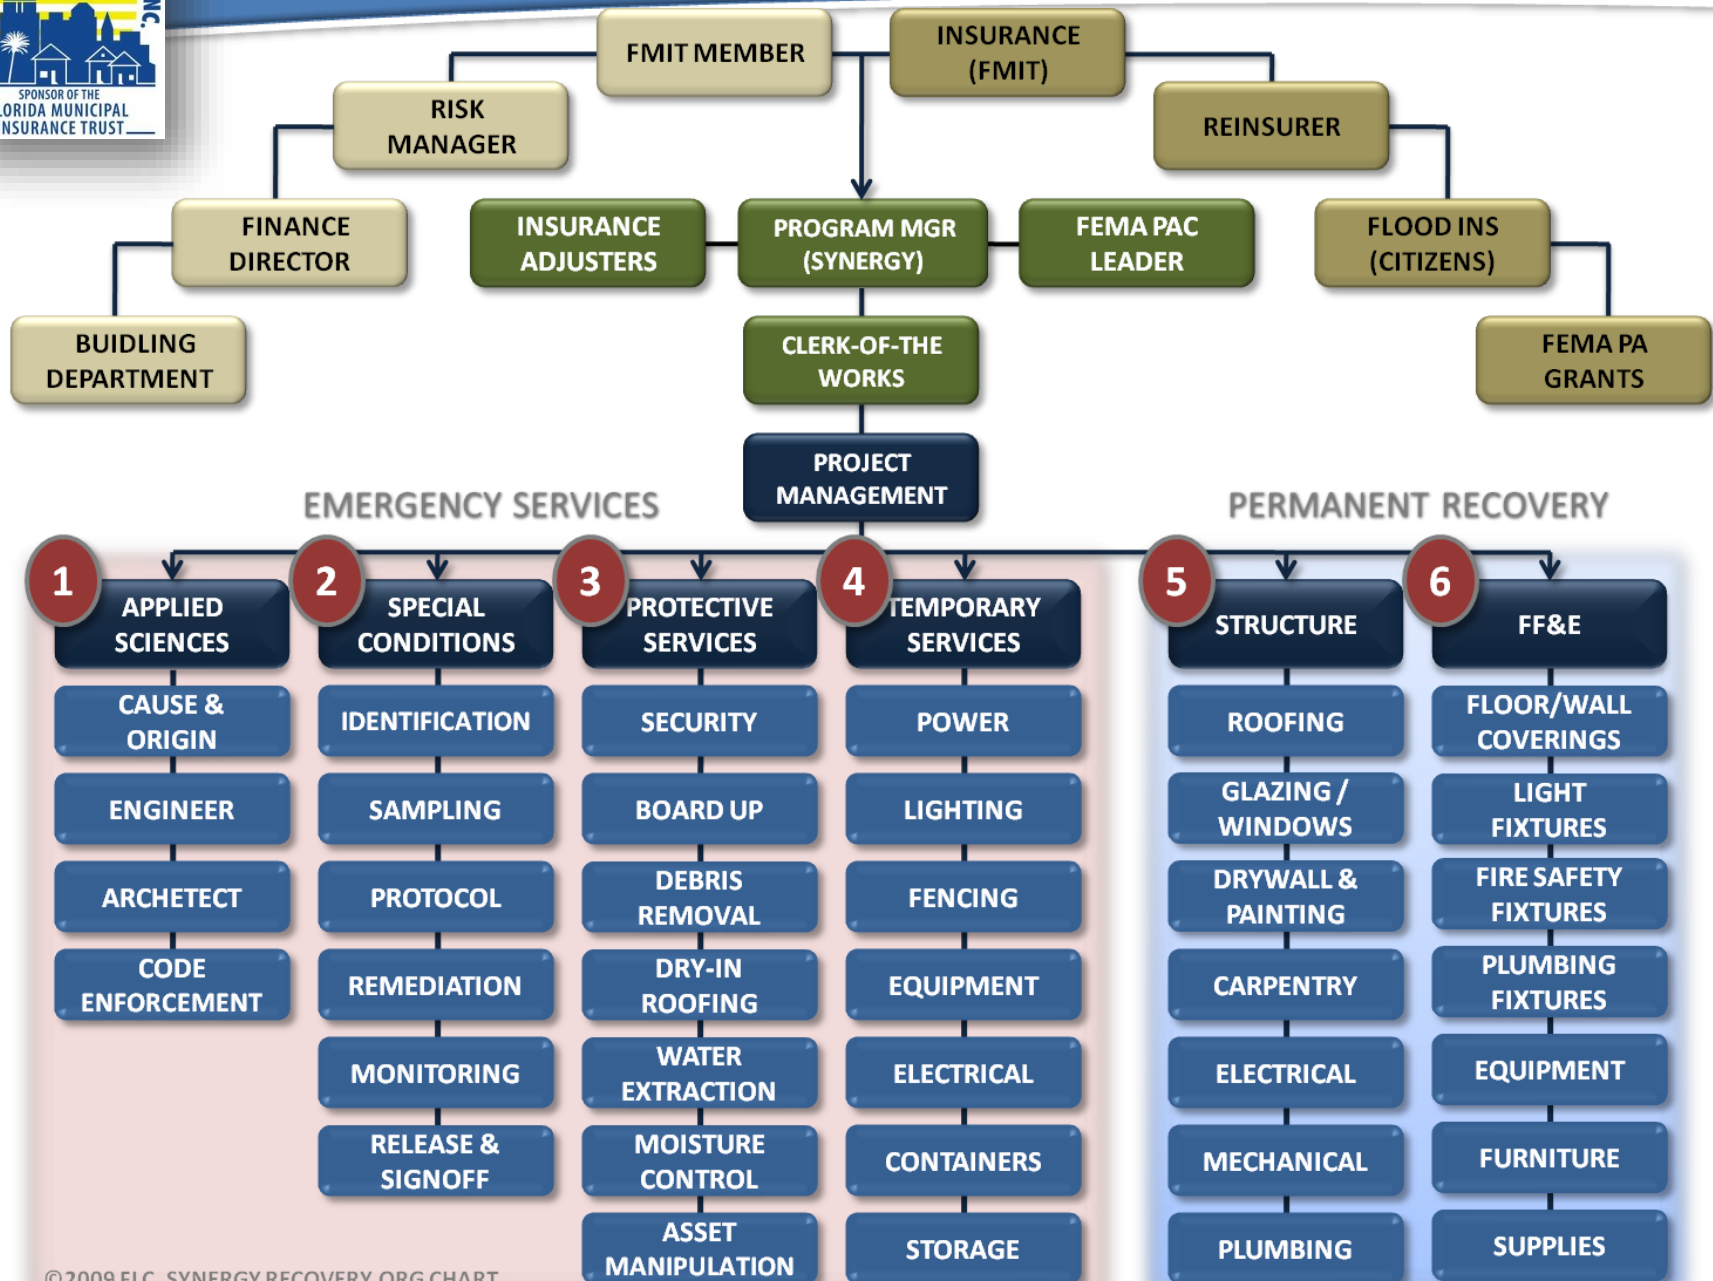 INC.
SPONSOR OF THE
LORIDA MUNICIPAL
NSURANCE TRUST
FMIT MEMBER
INSURANCE
(FMIT)
RISK
MANAGER
REINSURER
FINANCE
DIRECTOR
INSURANCE
ADJUSTERS
PROGRAM MGR
(SYNERGY)
FEMA PAC
LEADER
FLOOD INS
(CITIZENS)
BUIDLING
DEPARTMENT
CLERK-OF-THE
WORKS
FEMA PA
GRANTS
PROJECT
MANAGEMENT
EMERGENCY SERVICES
PERMANENT RECOVERY
1
APPLIED
SCIENCES
CAUSE &
ORIGIN
ENGINEER
ARCHETECT
CODE
ENFORCEMENT
2
SPECIAL
CONDITIONS
IDENTIFICATION
SAMPLING
PROTOCOL
REMEDIATION
MONITORING
RELEASE &
SIGNOFF
3
PROTECTIVE
SERVICES
SECURITY
BOARD UP
DEBRIS
REMOVAL
DRY-IN
ROOFING
WATER
EXTRACTION
MOISTURE
CONTROL
ASSET
MANIPULATION
4
TEMPORARY
SERVICES
POWER
LIGHTING
FENCING
EQUIPMENT
ELECTRICAL
CONTAINERS
STORAGE
5
STRUCTURE
ROOFING
GLAZING /
WINDOWS
DRYWALL &
PAINTING
CARPENTRY
ELECTRICAL
MECHANICAL
PLUMBING
6
FF&E
FLOOR/WALL
COVERINGS
LIGHT
FIXTURES
FIRE SAFETY
FIXTURES
PLUMBING
FIXTURES
EQUIPMENT
FURNITURE
SUPPLIES
©2009 FLC, SYNERGY RECOVERY ORG CHART